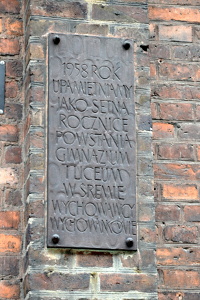 1958 ROK
UPAMIĘTNIAMY
JAKO SETNĄ
ROCZNICĘ
POWSTANIA
GIMNAZJUM
I LICEUM
W ŚREMIE
WYCHOWAWCY
WYCHOWANKOWIE